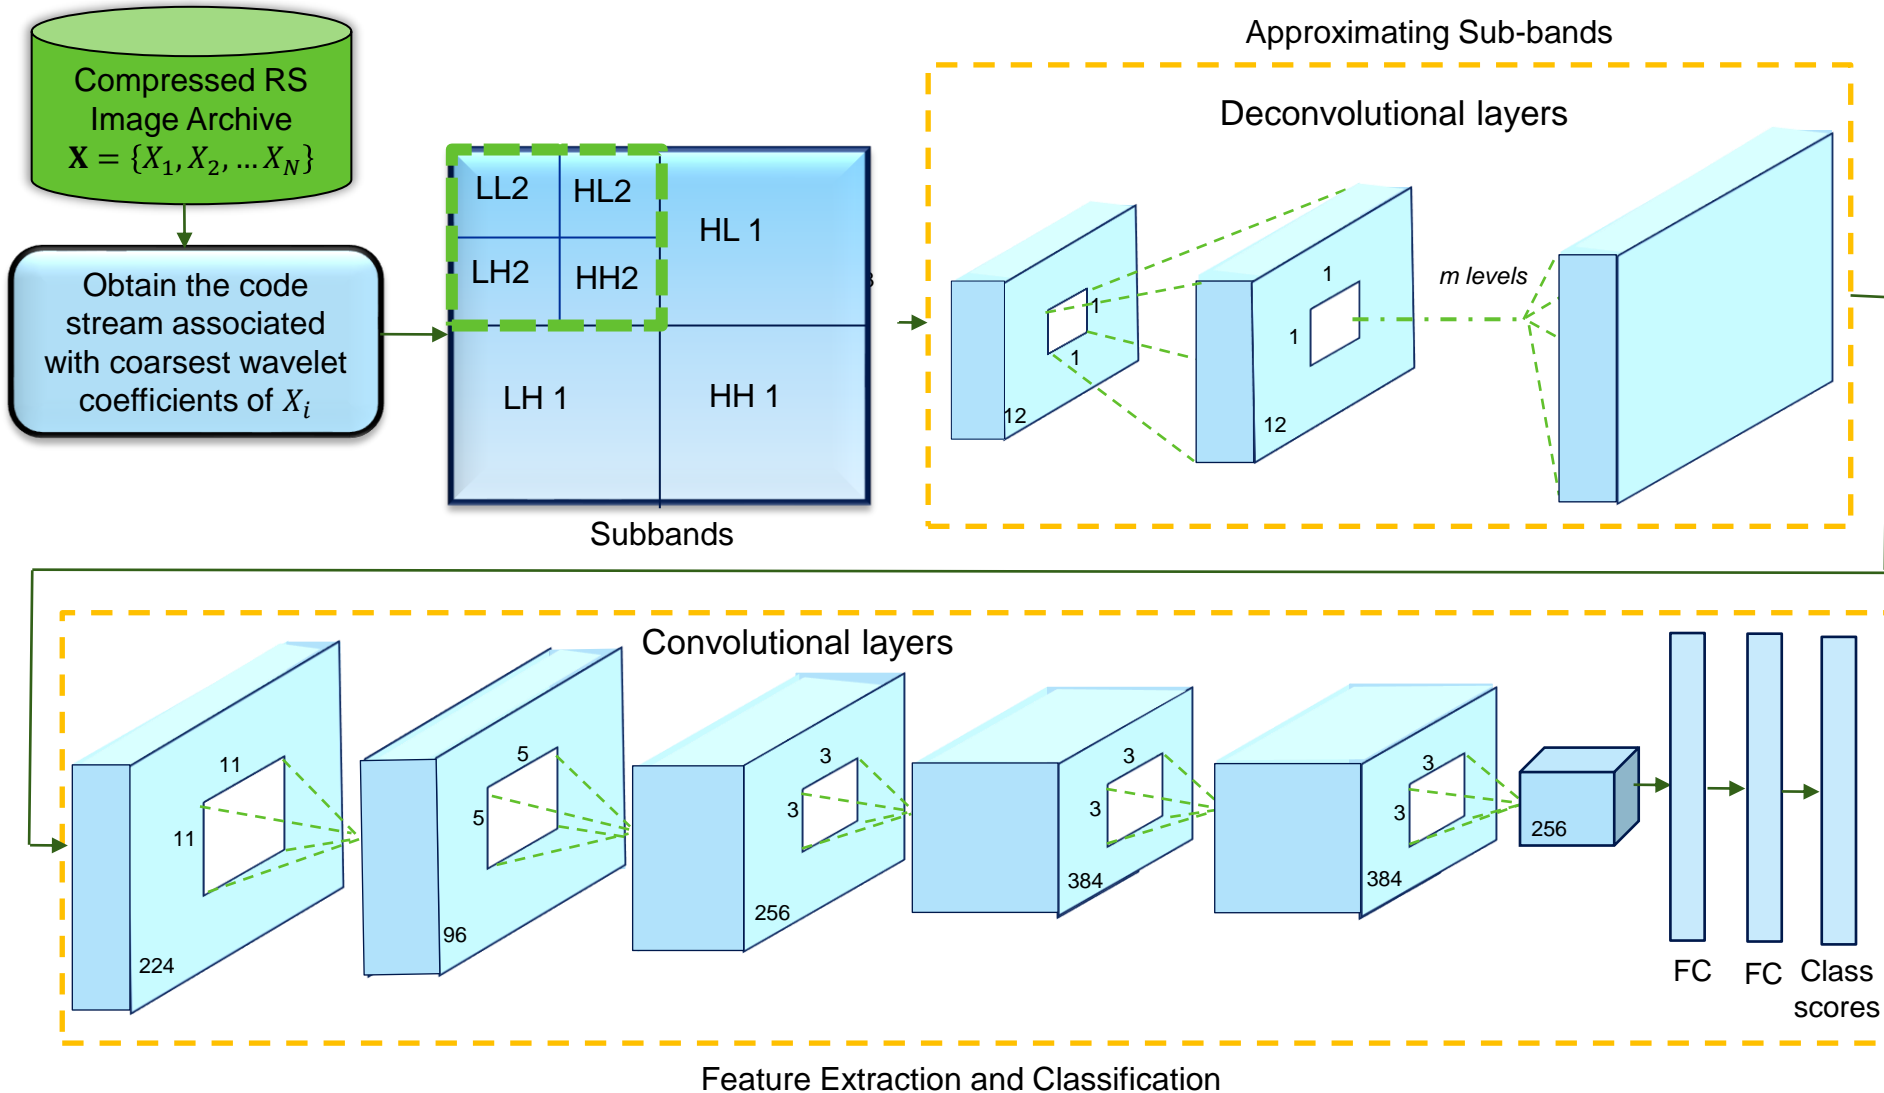 Compressed RS
Image Archive
𝐗 = {𝑋₁, 𝑋₂, … 𝑋_N}
Obtain the code
stream associated
with coarsest wavelet
coefficients of 𝑋ᵢ
LL2
HL2
LH2
HH2
HL 1
LH 1
HH 1
Subbands
Approximating Sub-bands
Deconvolutional layers
1
1
12
1
1
12
m levels
Convolutional layers
11
11
224
5
5
96
3
3
256
3
3
384
3
3
384
256
FC
FC
Class
scores
Feature Extraction and Classification